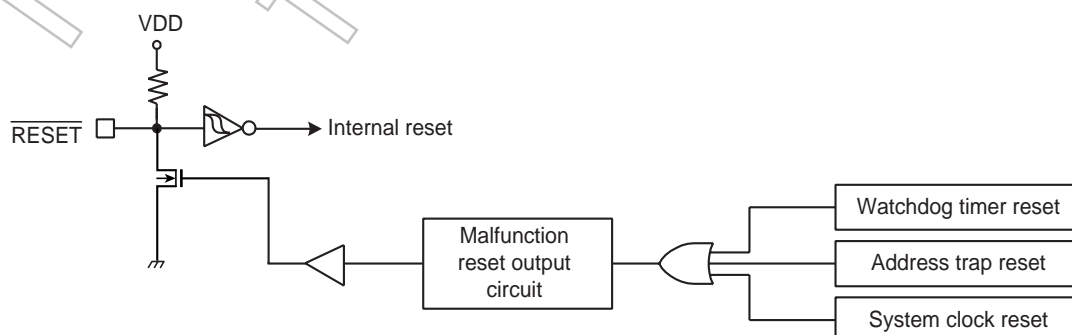 VDD
RESET
Internal reset
Watchdog timer reset
Malfunction
reset output
circuit
Address trap reset
System clock reset